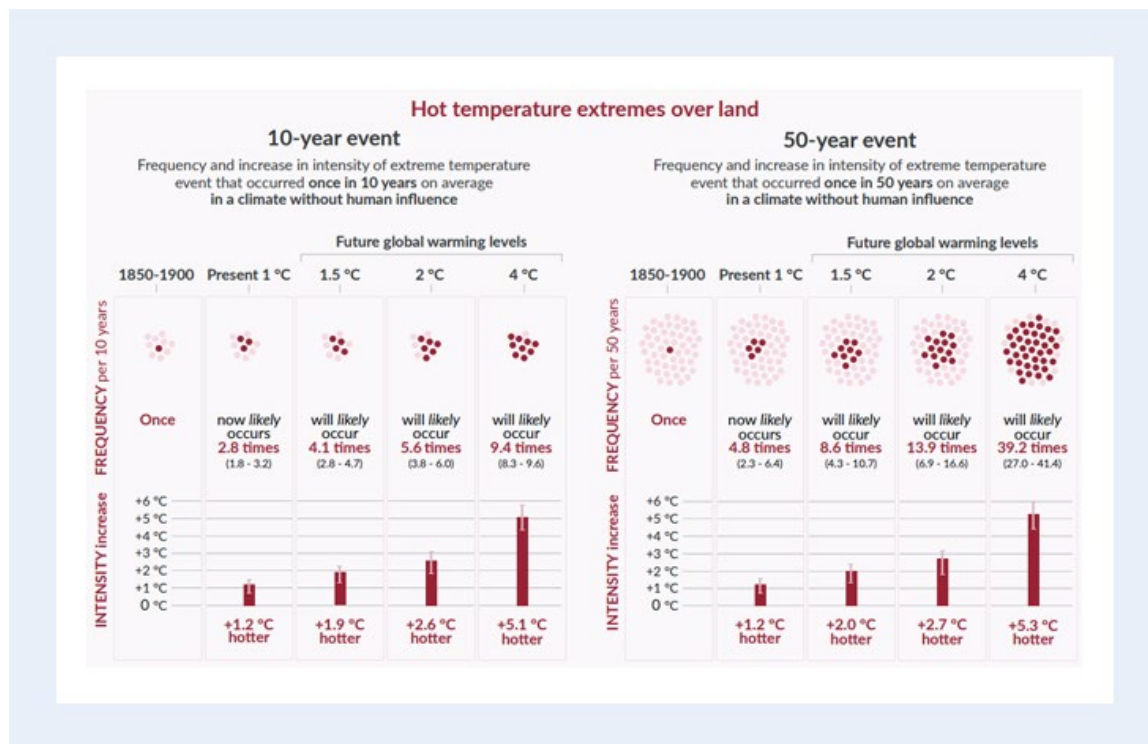 Hot temperature extremes over land
10-year event
Frequency and increase in intensity of extreme temperature
event that occurred once in 10 years on average
in a climate without human influence
Future global warming levels
1850-1900 Present 1 °C 1.5 °C 2 °C 4 °C
FREQUENCY per 10 years
Once
now likely
occurs
2.8 times
(1.8 - 3.2)
will likely
occur
4.1 times
(2.8 - 4.7)
will likely
occur
5.6 times
(3.8 - 6.0)
will likely
occur
9.4 times
(8.3 - 9.6)
INTENSITY increase
+6 °C
+5 °C
+4 °C
+3 °C
+2 °C
+1 °C
0 °C
+1.2 °C
hotter
+1.9 °C
hotter
+2.6 °C
hotter
+5.1 °C
hotter
50-year event
Frequency and increase in intensity of extreme temperature
event that occurred once in 50 years on average
in a climate without human influence
Future global warming levels
1850-1900 Present 1 °C 1.5 °C 2 °C 4 °C
FREQUENCY per 50 years
Once
now likely
occurs
4.8 times
(2.3 - 6.4)
will likely
occur
8.6 times
(4.3 - 10.7)
will likely
occur
13.9 times
(6.9 - 16.6)
will likely
occur
39.2 times
(27.0 - 41.4)
INTENSITY increase
+6 °C
+5 °C
+4 °C
+3 °C
+2 °C
+1 °C
0 °C
+1.2 °C
hotter
+2.0 °C
hotter
+2.7 °C
hotter
+5.3 °C
hotter